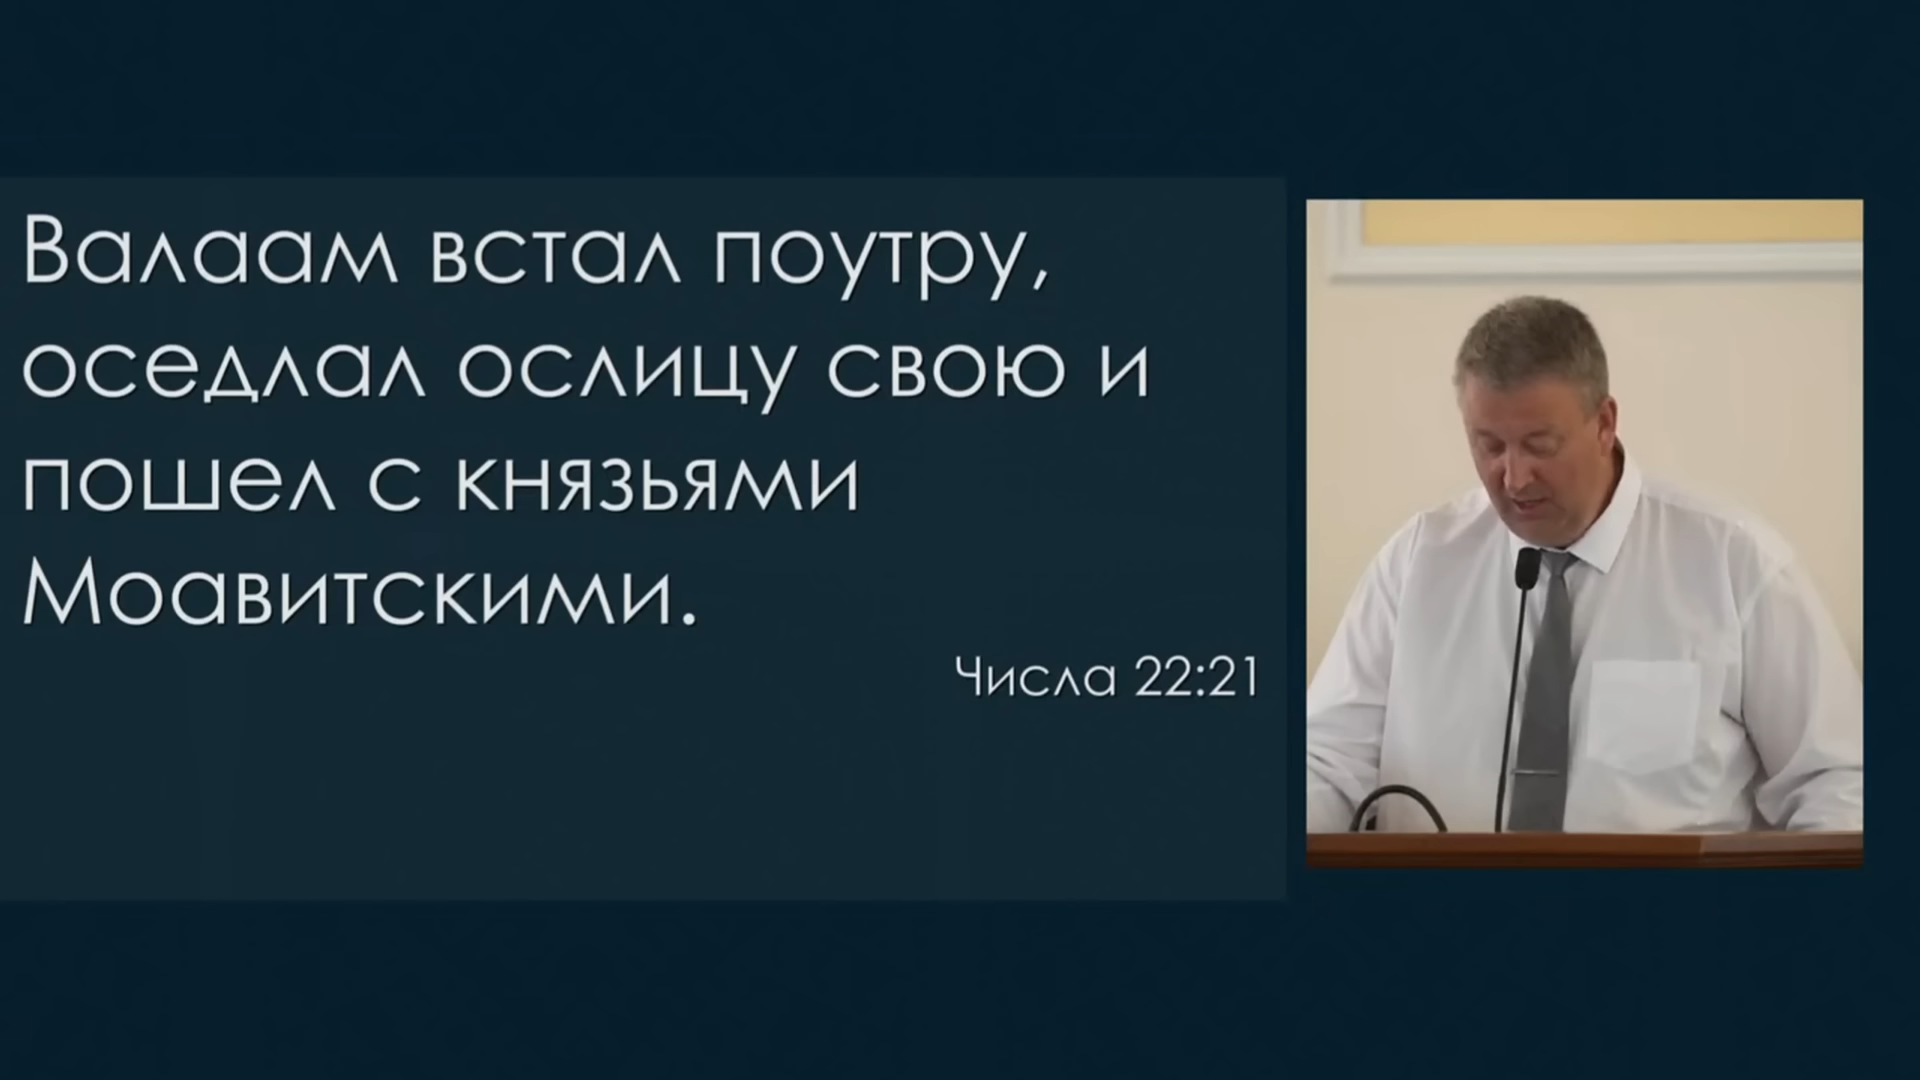 Валаам встал поутру,
оседлал ослицу свою и
пошел с князьями
Моавитскими.
Числа 22:21